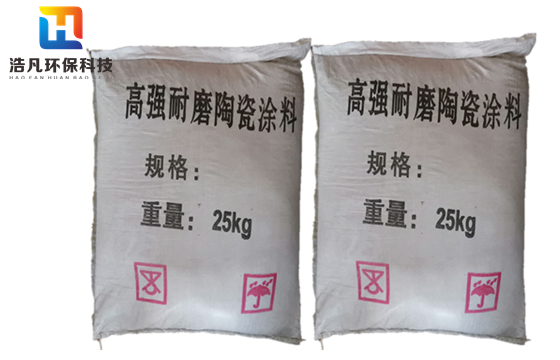 浩凡环保科技
HAO FAN HUAN BAO
高强耐磨陶瓷涂料
规格：
重量：25kg
高强耐磨陶瓷涂料
规格：
重量：25kg